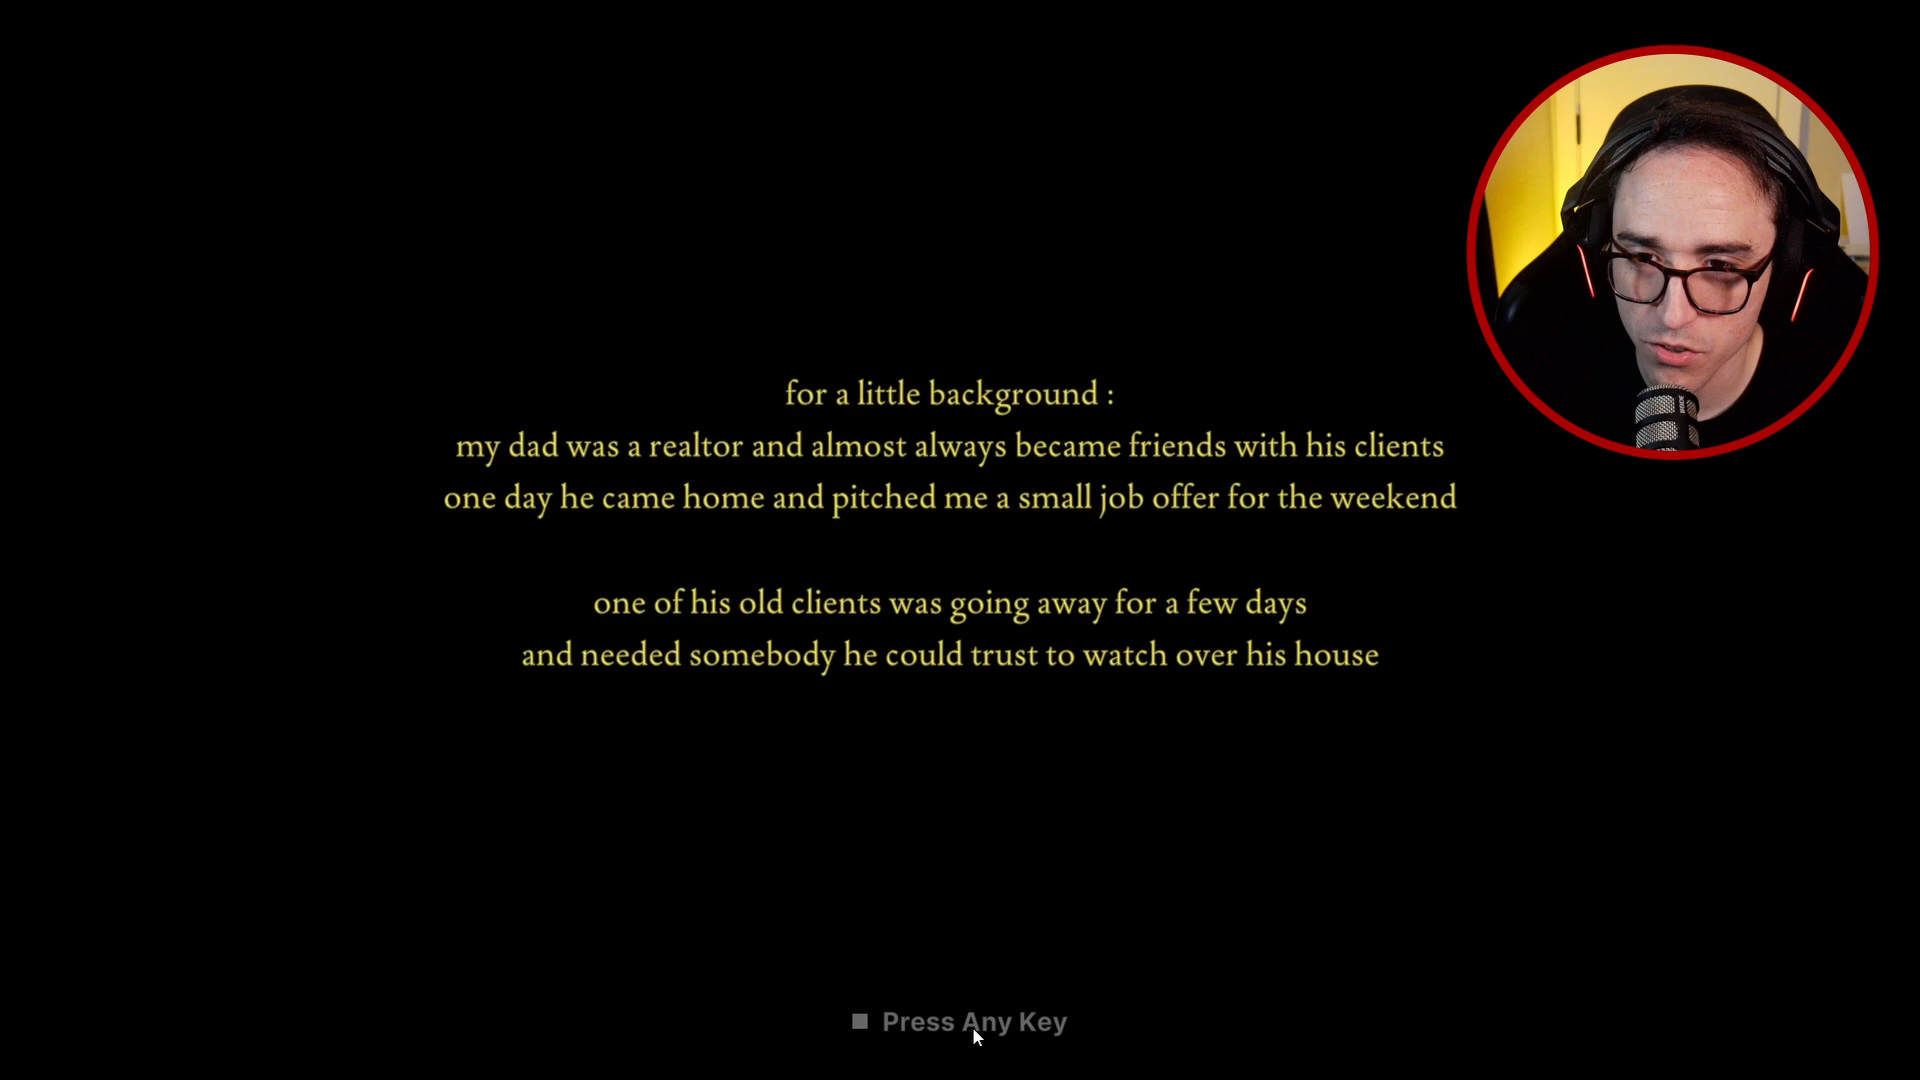 for a little background :
my dad was a realtor and almost always became friends with his clients
one day he came home and pitched me a small job offer for the weekend
one of his old clients was going away for a few days
and needed somebody he could trust to watch over his house
Press Any Key